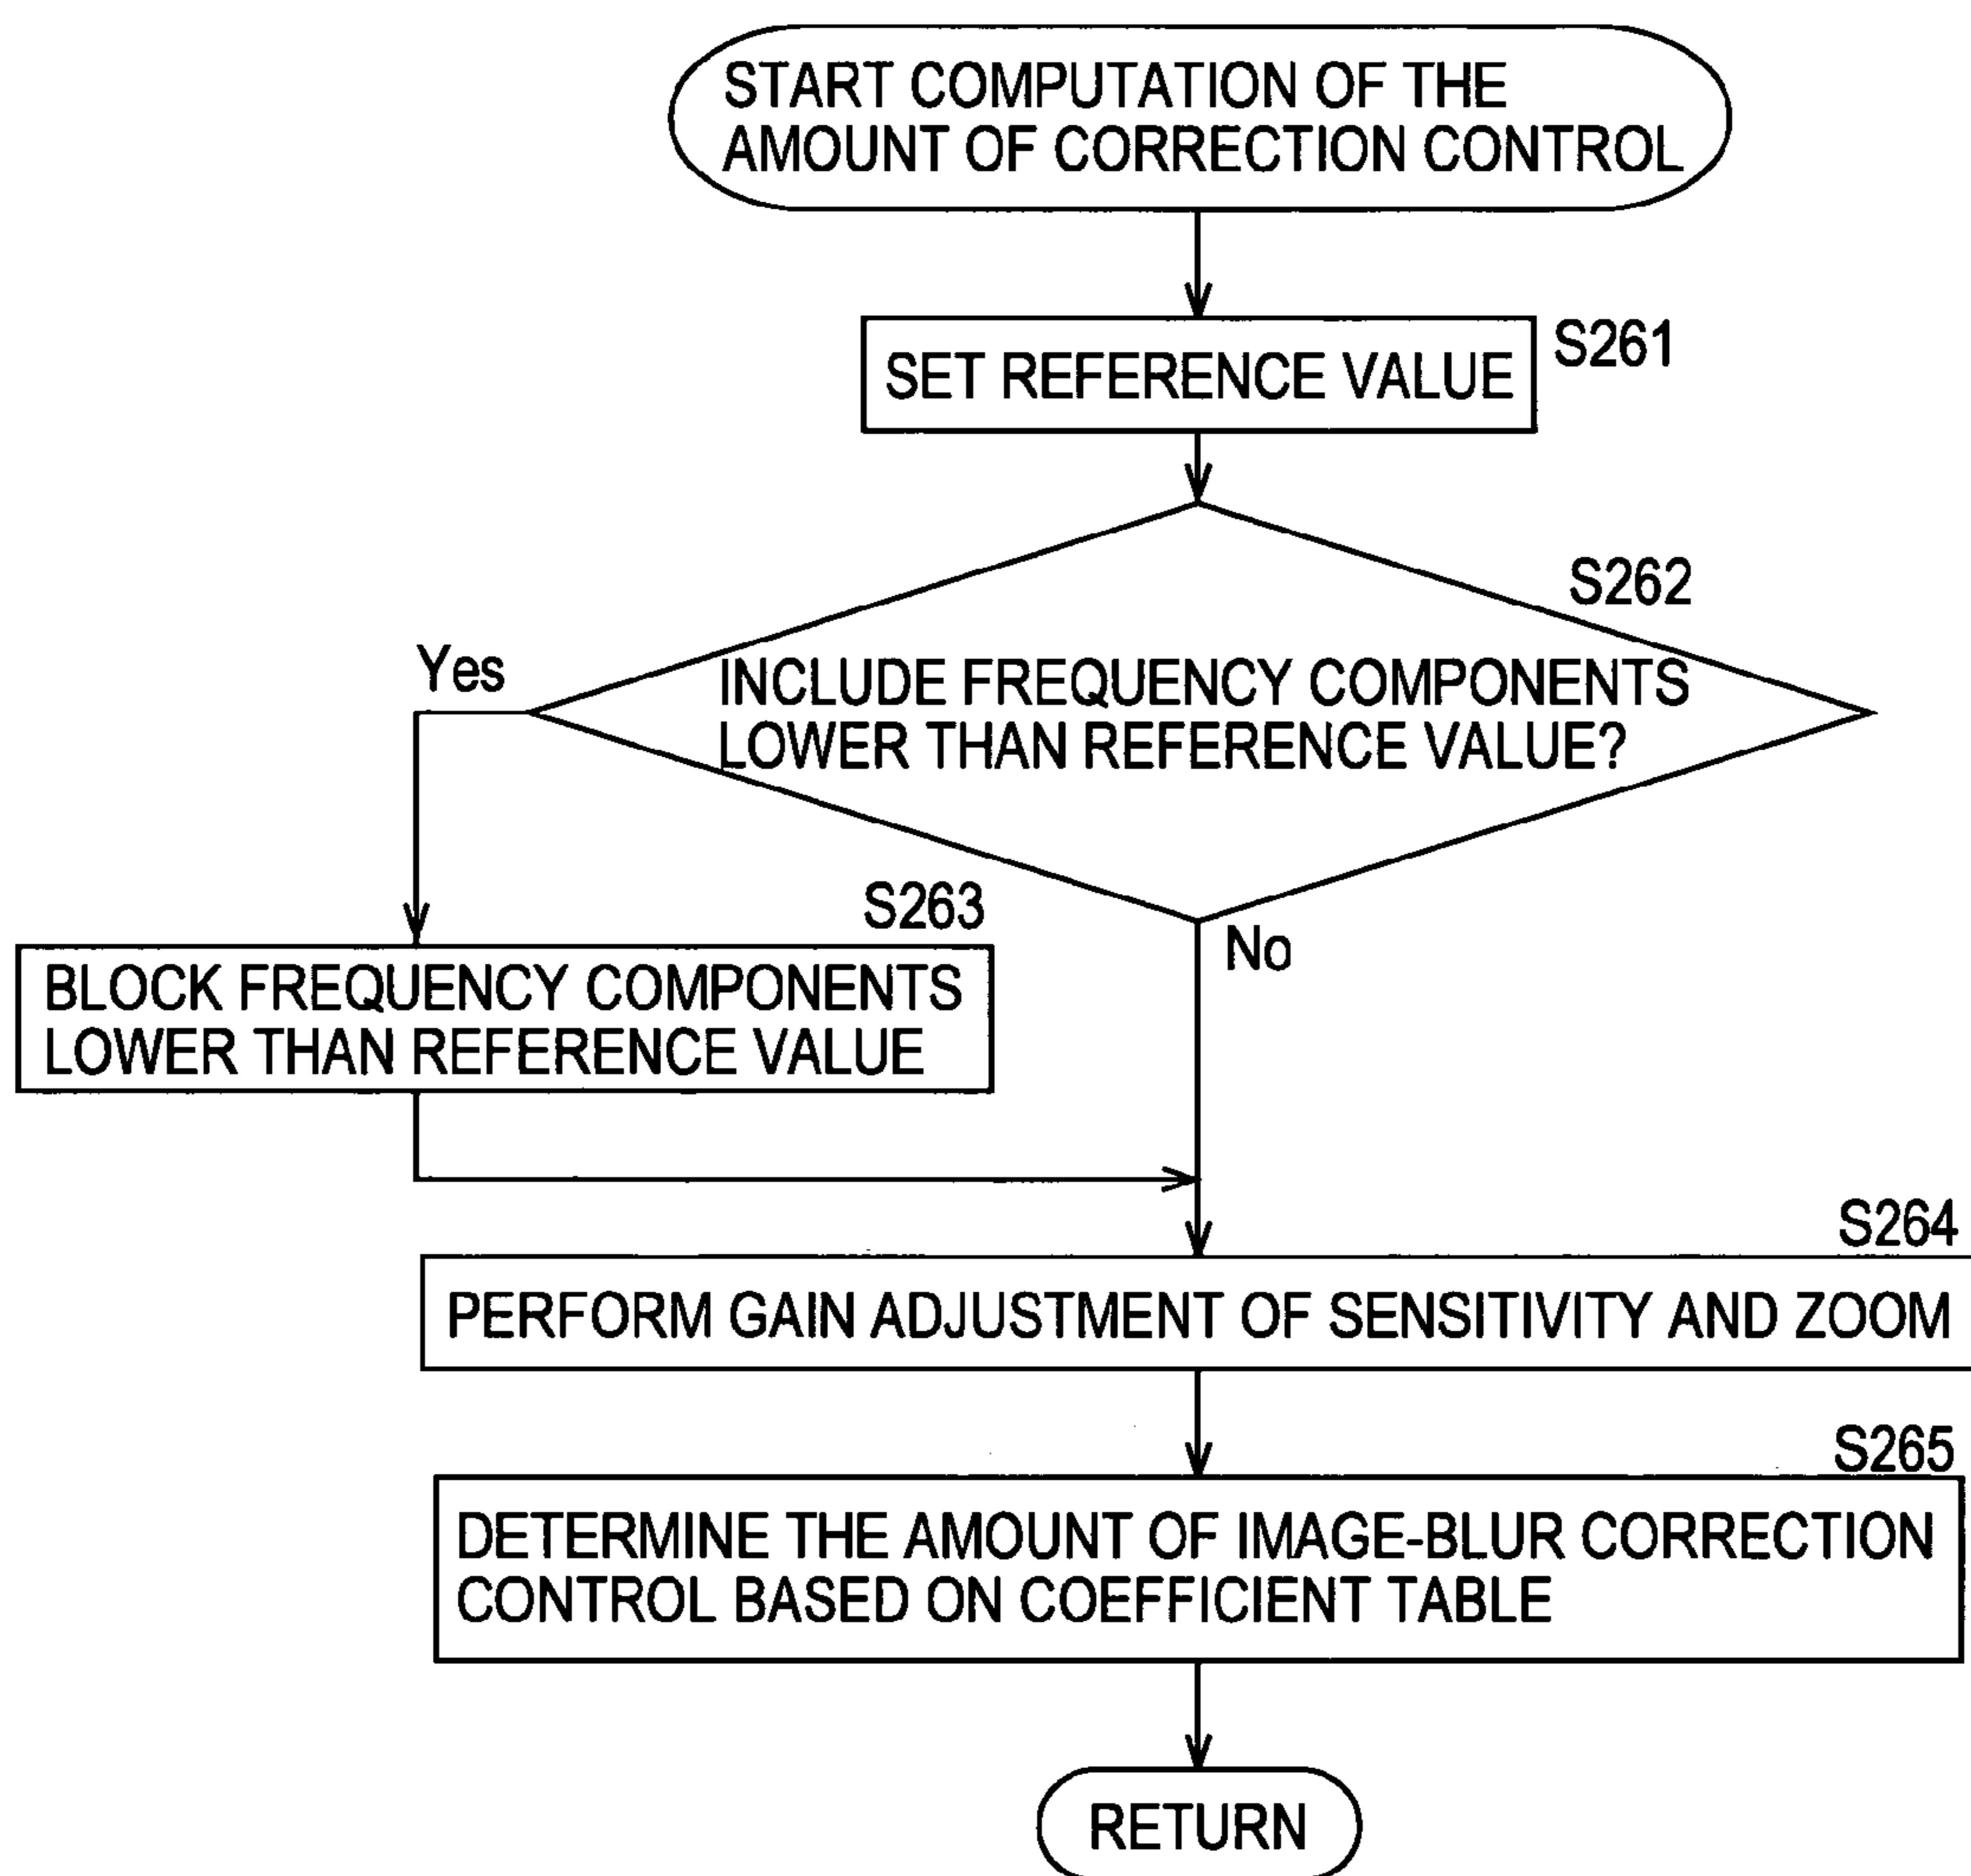 START COMPUTATION OF THE
AMOUNT OF CORRECTION CONTROL
SET REFERENCE VALUE
S261
S262
INCLUDE FREQUENCY COMPONENTS
LOWER THAN REFERENCE VALUE?
Yes
No
S263
BLOCK FREQUENCY COMPONENTS
LOWER THAN REFERENCE VALUE
S264
PERFORM GAIN ADJUSTMENT OF SENSITIVITY AND ZOOM
S265
DETERMINE THE AMOUNT OF IMAGE-BLUR CORRECTION
CONTROL BASED ON COEFFICIENT TABLE
RETURN